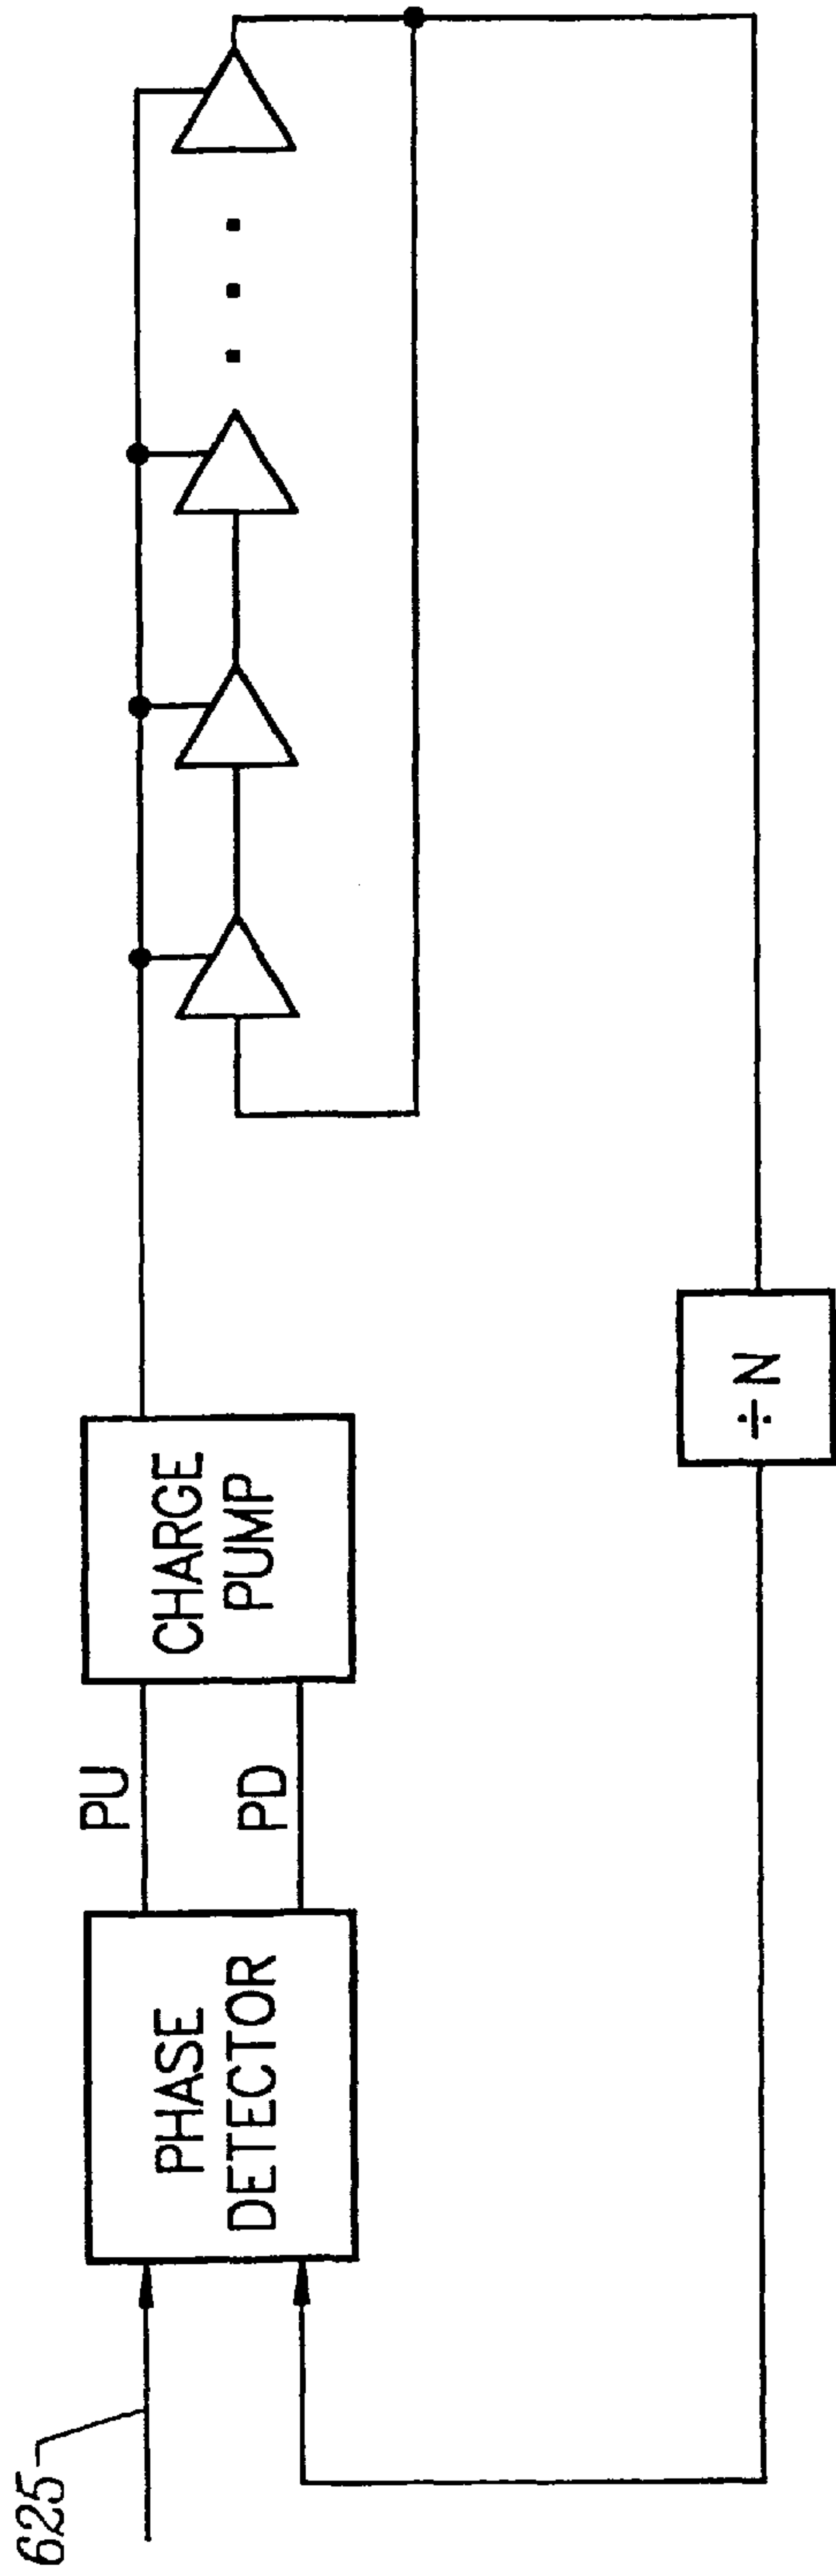 625
PHASE
DETECTOR
PU
PD
CHARGE
PUMP
÷N